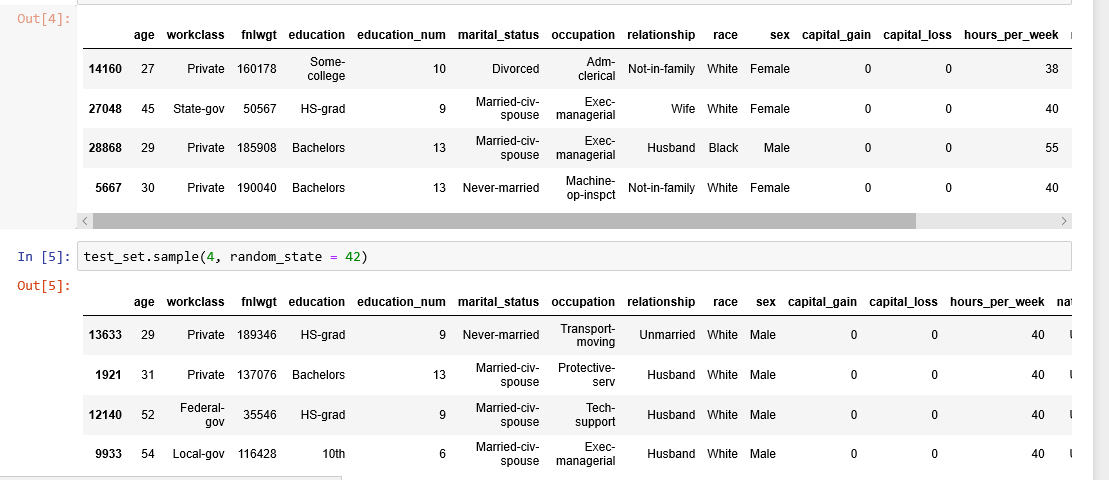 Out[4]:
age workclass fnlwgt education education_num marital_status occupation relationship race sex capital_gain capital_loss hours_per_week
14160 27 Private 160178 Some-college 10 Divorced Adm-clerical Not-in-family White Female 0 0 38
27048 45 State-gov 50567 HS-grad 9 Married-civ-spouse Exec-managerial Wife White Female 0 0 40
28868 29 Private 185908 Bachelors 13 Married-civ-spouse Exec-managerial Husband Black Male 0 0 55
5667 30 Private 190040 Bachelors 13 Never-married Machine-op-inspct Not-in-family White Female 0 0 40
In [5]: test_set.sample(4, random_state = 42)
Out[5]:
age workclass fnlwgt education education_num marital_status occupation relationship race sex capital_gain capital_loss hours_per_week nat
13633 29 Private 189346 HS-grad 9 Never-married Transport-moving Unmarried White Male 0 0 40
1921 31 Private 137076 Bachelors 13 Married-civ-spouse Protective-serv Husband White Male 0 0 40
12140 52 Federal-gov 35546 HS-grad 9 Married-civ-spouse Tech-support Husband White Male 0 0 40
9933 54 Local-gov 116428 10th 6 Married-civ-spouse Exec-managerial Husband White Male 0 0 40